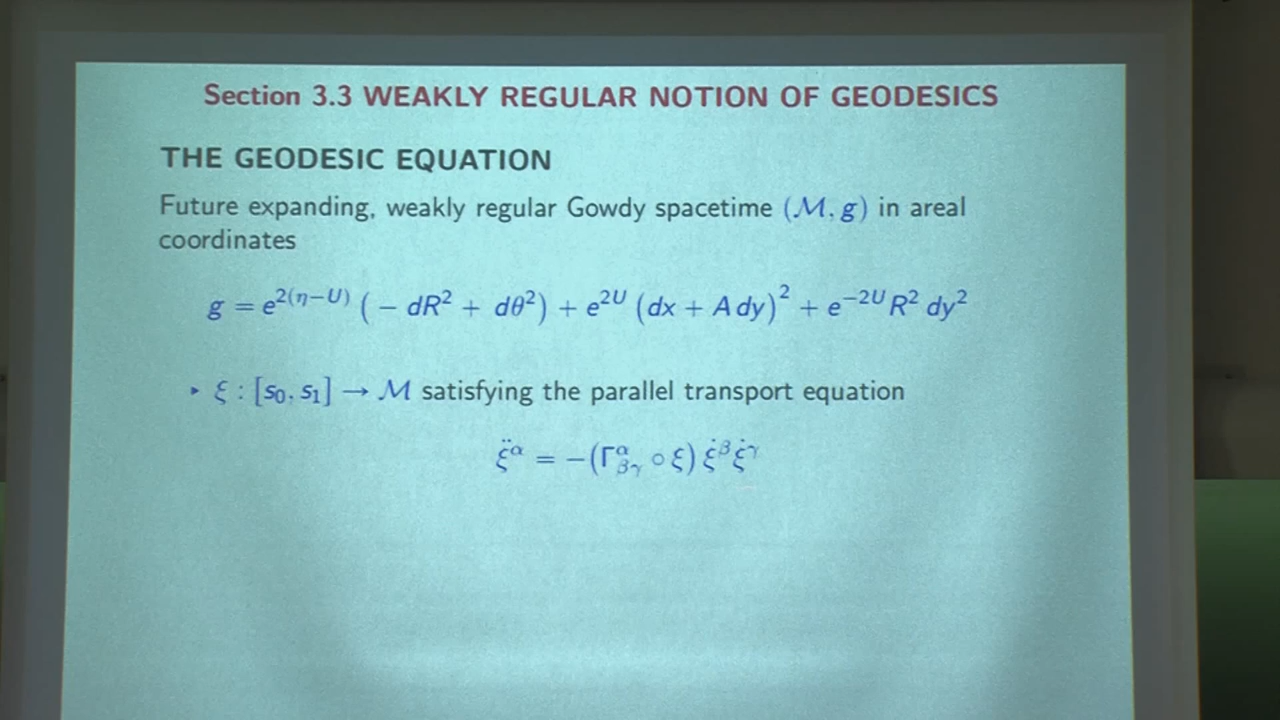 Section 3.3 WEAKLY REGULAR NOTION OF GEODESICS
THE GEODESIC EQUATION
Future expanding, weakly regular Gowdy spacetime (ℳ, g) in areal
coordinates
g = e^{2(η−U)} ( − dR² + dθ²) + e^{2U} (dx + A dy)² + e^{−2U} R² dy²
▸ ξ : [s₀, s₁] → ℳ satisfying the parallel transport equation
ξ̈^α = −(Γ^α_{βγ} ∘ ξ) ξ̇^β ξ̇^γ